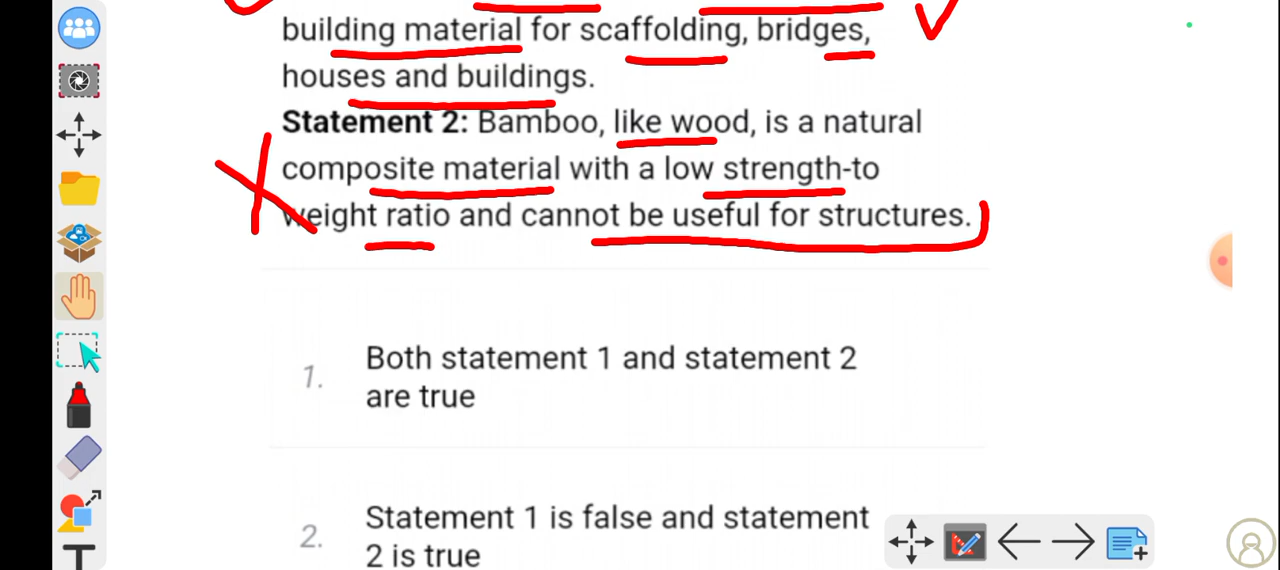 building material for scaffolding, bridges,
houses and buildings.
Statement 2: Bamboo, like wood, is a natural
composite material with a low strength-to
weight ratio and cannot be useful for structures.
1. Both statement 1 and statement 2
are true
2. Statement 1 is false and statement
2 is true